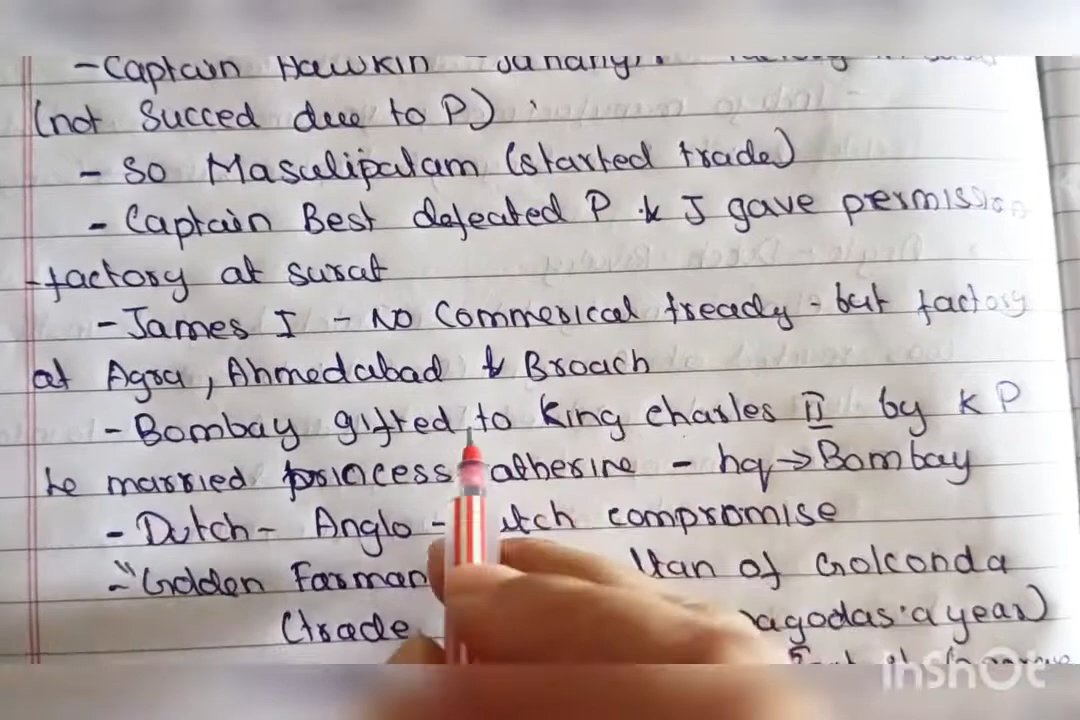 -Captain Hawkin
(not Succed due to P)
- So Masulipatam (started trade)
- Captain Best defeated P & J gave permission
factory at surat
- James I - No Commerical tready - but factory
at Agra, Ahmedabad & Broach
- Bombay gifted to King charles II by K P
he married princess atherine - hq → Bombay
- Dutch - Anglo - utch compromise
- "Golden Farman ltan of Golconda
(trade agodas a year)
InShOt